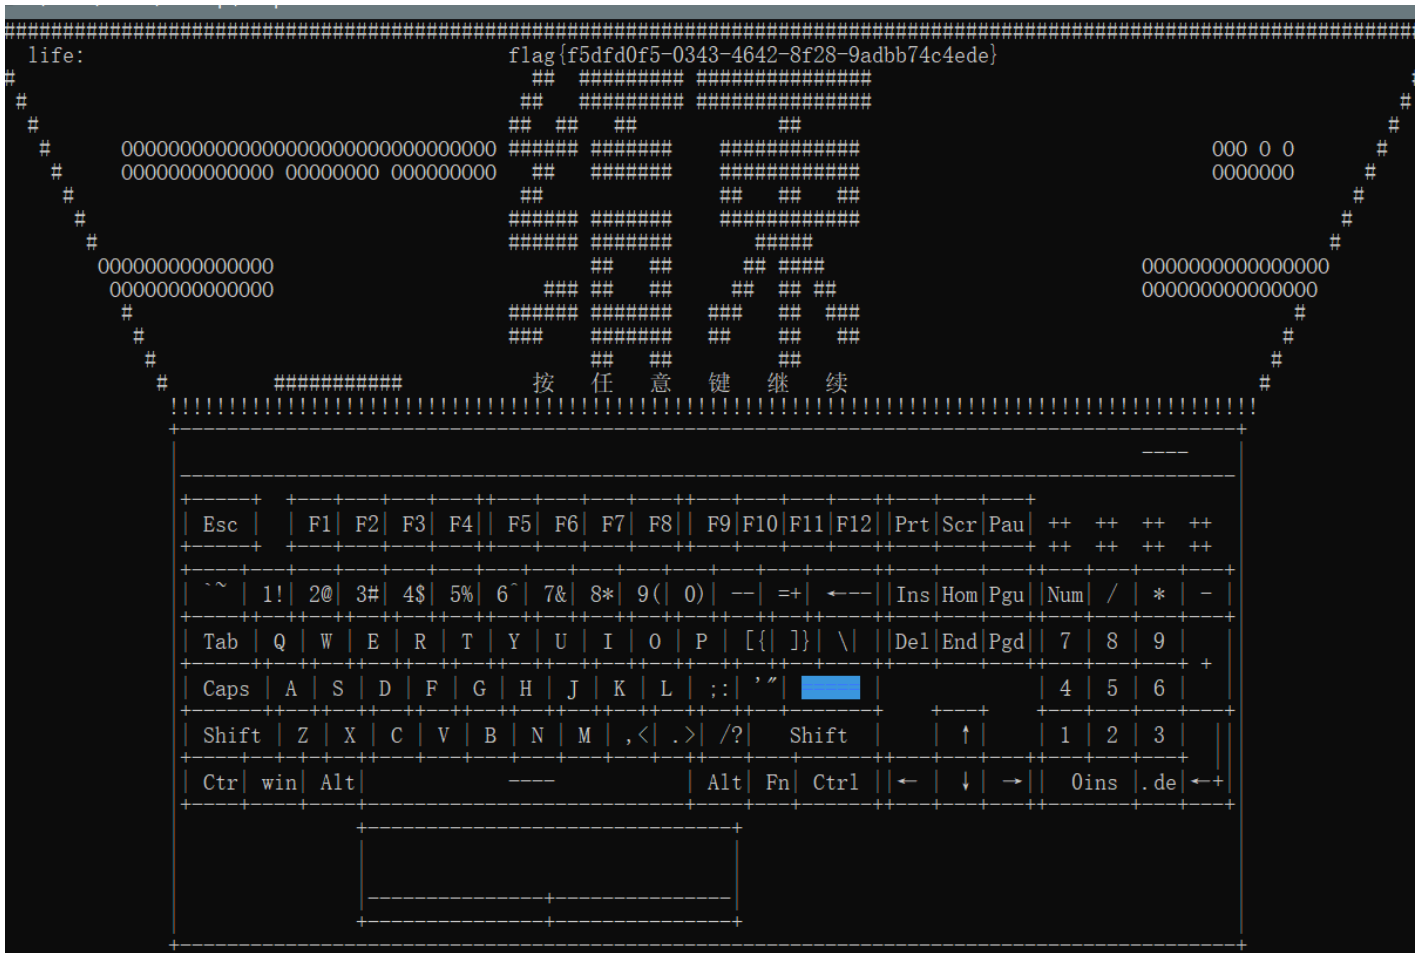 life: flag{f5dfd0f5-0343-4642-8f28-9adbb74c4ede}
结束
按 任 意 键 继 续
Esc F1 F2 F3 F4 F5 F6 F7 F8 F9 F10 F11 F12 Prt Scr Pau
`~ 1! 2@ 3# 4$ 5% 6^ 7& 8* 9( 0) -- =+ ←-- Ins Hom Pgu Num / * -
Tab Q W E R T Y U I O P [{ ]} \ Del End Pgd 7 8 9 +
Caps A S D F G H J K L ;: '" 4 5 6
Shift Z X C V B N M ,< .> /? Shift ↑ 1 2 3
Ctr win Alt ---- Alt Fn Ctrl ← ↓ → 0ins .de ←+